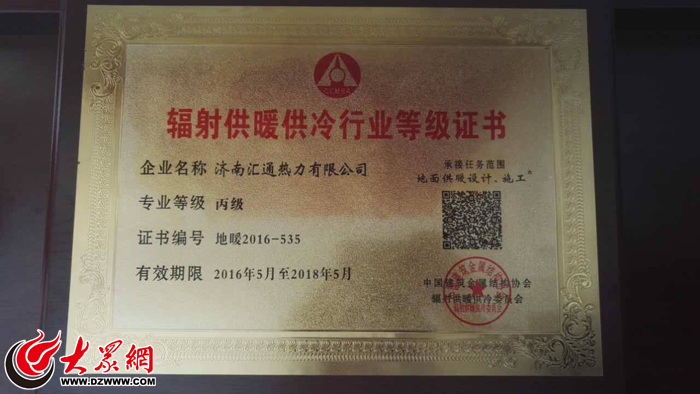 CCMSA
辐射供暖供冷行业等级证书
企业名称 济南汇通热力有限公司
专业等级 丙级
证书编号 地暖2016-535
有效期限 2016年5月至2018年5月
承接任务范围
地面供暖设计、施工*
中国建筑金属结构协会
辐射供暖供冷委员会
大众網
WWW.DZWWW.COM